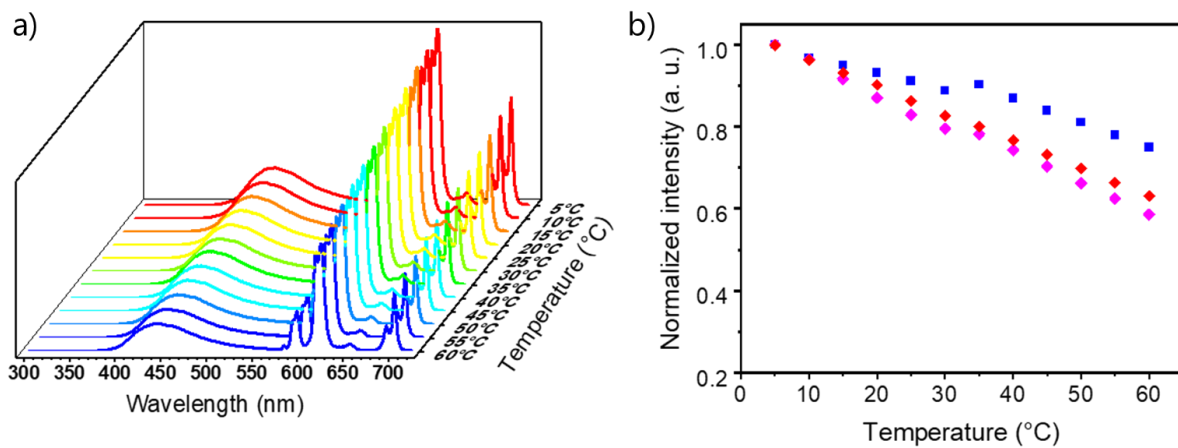 a)
5°C
10°C
15°C
20°C
25°C
30°C
35°C
40°C
45°C
50°C
55°C
60°C
Temperature (°C)
300 350 400 450 500 550 600 650 700
Wavelength (nm)
b)
1.0
0.8
0.6
0.4
0.2
Normalized intensity (a. u.)
0 10 20 30 40 50 60
Temperature (°C)